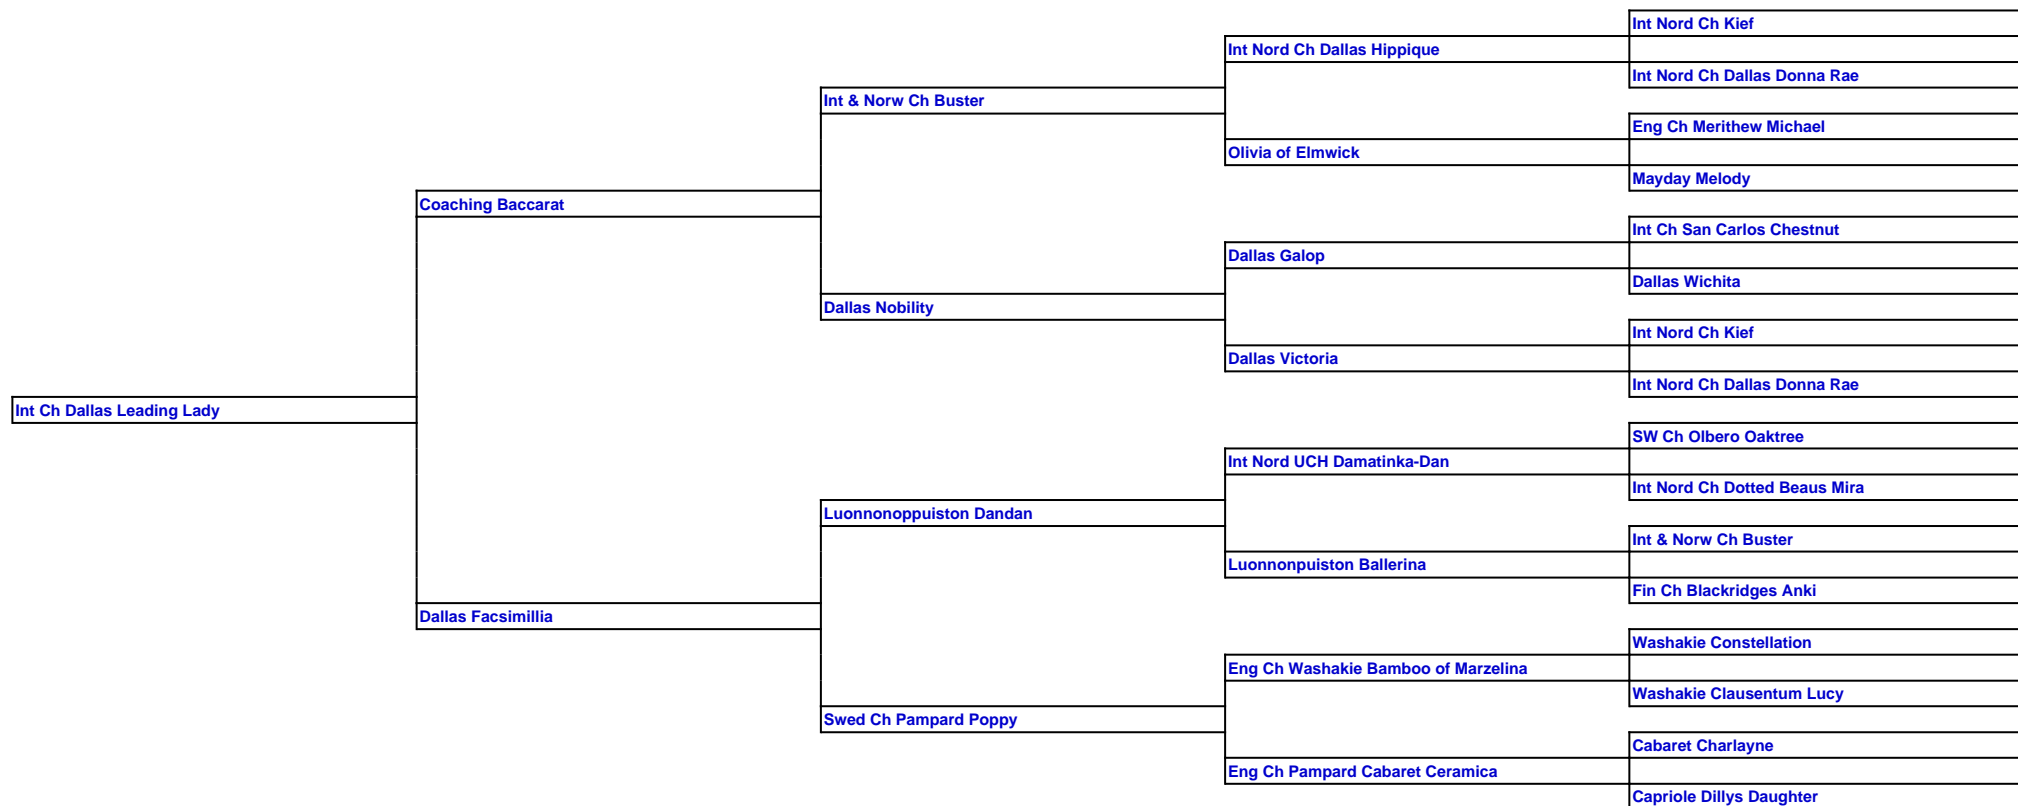 Int Nord Ch Kief
Int Nord Ch Dallas Hippique
Int Nord Ch Dallas Donna Rae
Int & Norw Ch Buster
Eng Ch Merithew Michael
Olivia of Elmwick
Mayday Melody
Coaching Baccarat
Int Ch San Carlos Chestnut
Dallas Galop
Dallas Wichita
Dallas Nobility
Int Nord Ch Kief
Dallas Victoria
Int Nord Ch Dallas Donna Rae
Int Ch Dallas Leading Lady
SW Ch Olbero Oaktree
Int Nord UCH Damatinka-Dan
Int Nord Ch Dotted Beaus Mira
Luonnonoppuiston Dandan
Int & Norw Ch Buster
Luonnonpuiston Ballerina
Fin Ch Blackridges Anki
Dallas Facsimillia
Washakie Constellation
Eng Ch Washakie Bamboo of Marzelina
Washakie Clausentum Lucy
Swed Ch Pampard Poppy
Cabaret Charlayne
Eng Ch Pampard Cabaret Ceramica
Capriole Dillys Daughter